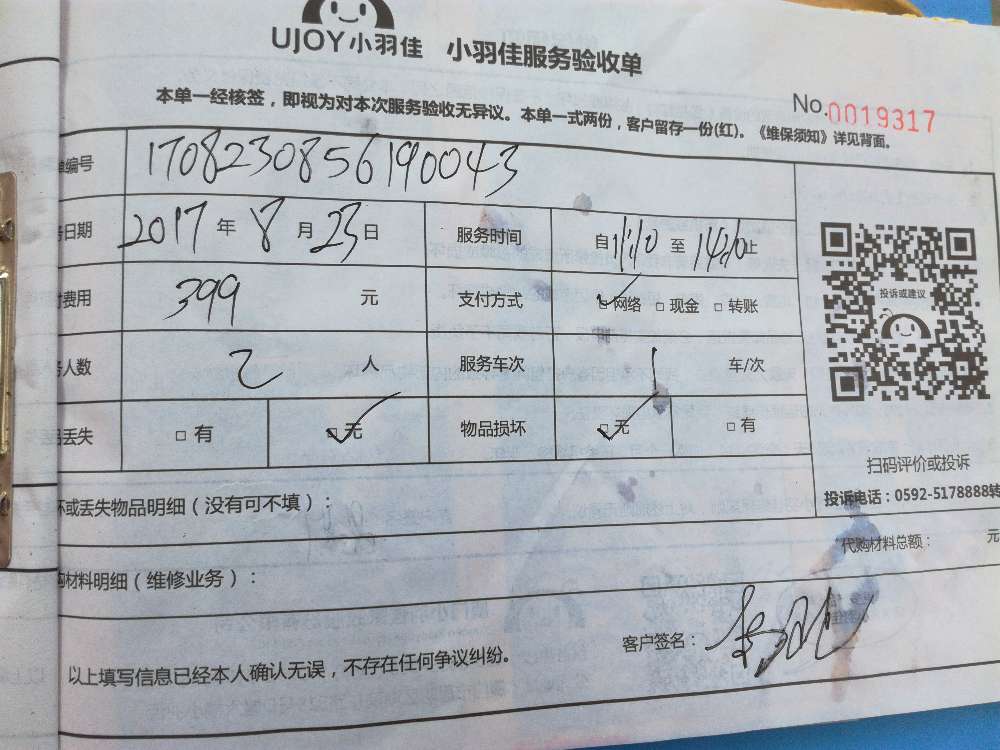 UJOY小羽佳 小羽佳服务验收单
No.0019317
本单一经核签，即视为对本次服务验收无异议。本单一式两份，客户留存一份(红)。《维保须知》详见背面。
单编号 170823085619 0043
务日期 2017 年 8 月 23 日 服务时间 自 11:10 至 14:10 止
费用 399 元 支付方式 ☑网络 □现金 □转账
务人数 2 人 服务车次 1 车/次
丢失 □有 ☑无 物品损坏 ☑无 □有
投诉或建议
扫码评价或投诉
投诉电话：0592-5178888转
坏或丢失物品明细（没有可不填）：
代购材料总额： 元
购材料明细（维修业务）：
客户签名：
以上填写信息已经本人确认无误，不存在任何争议纠纷。